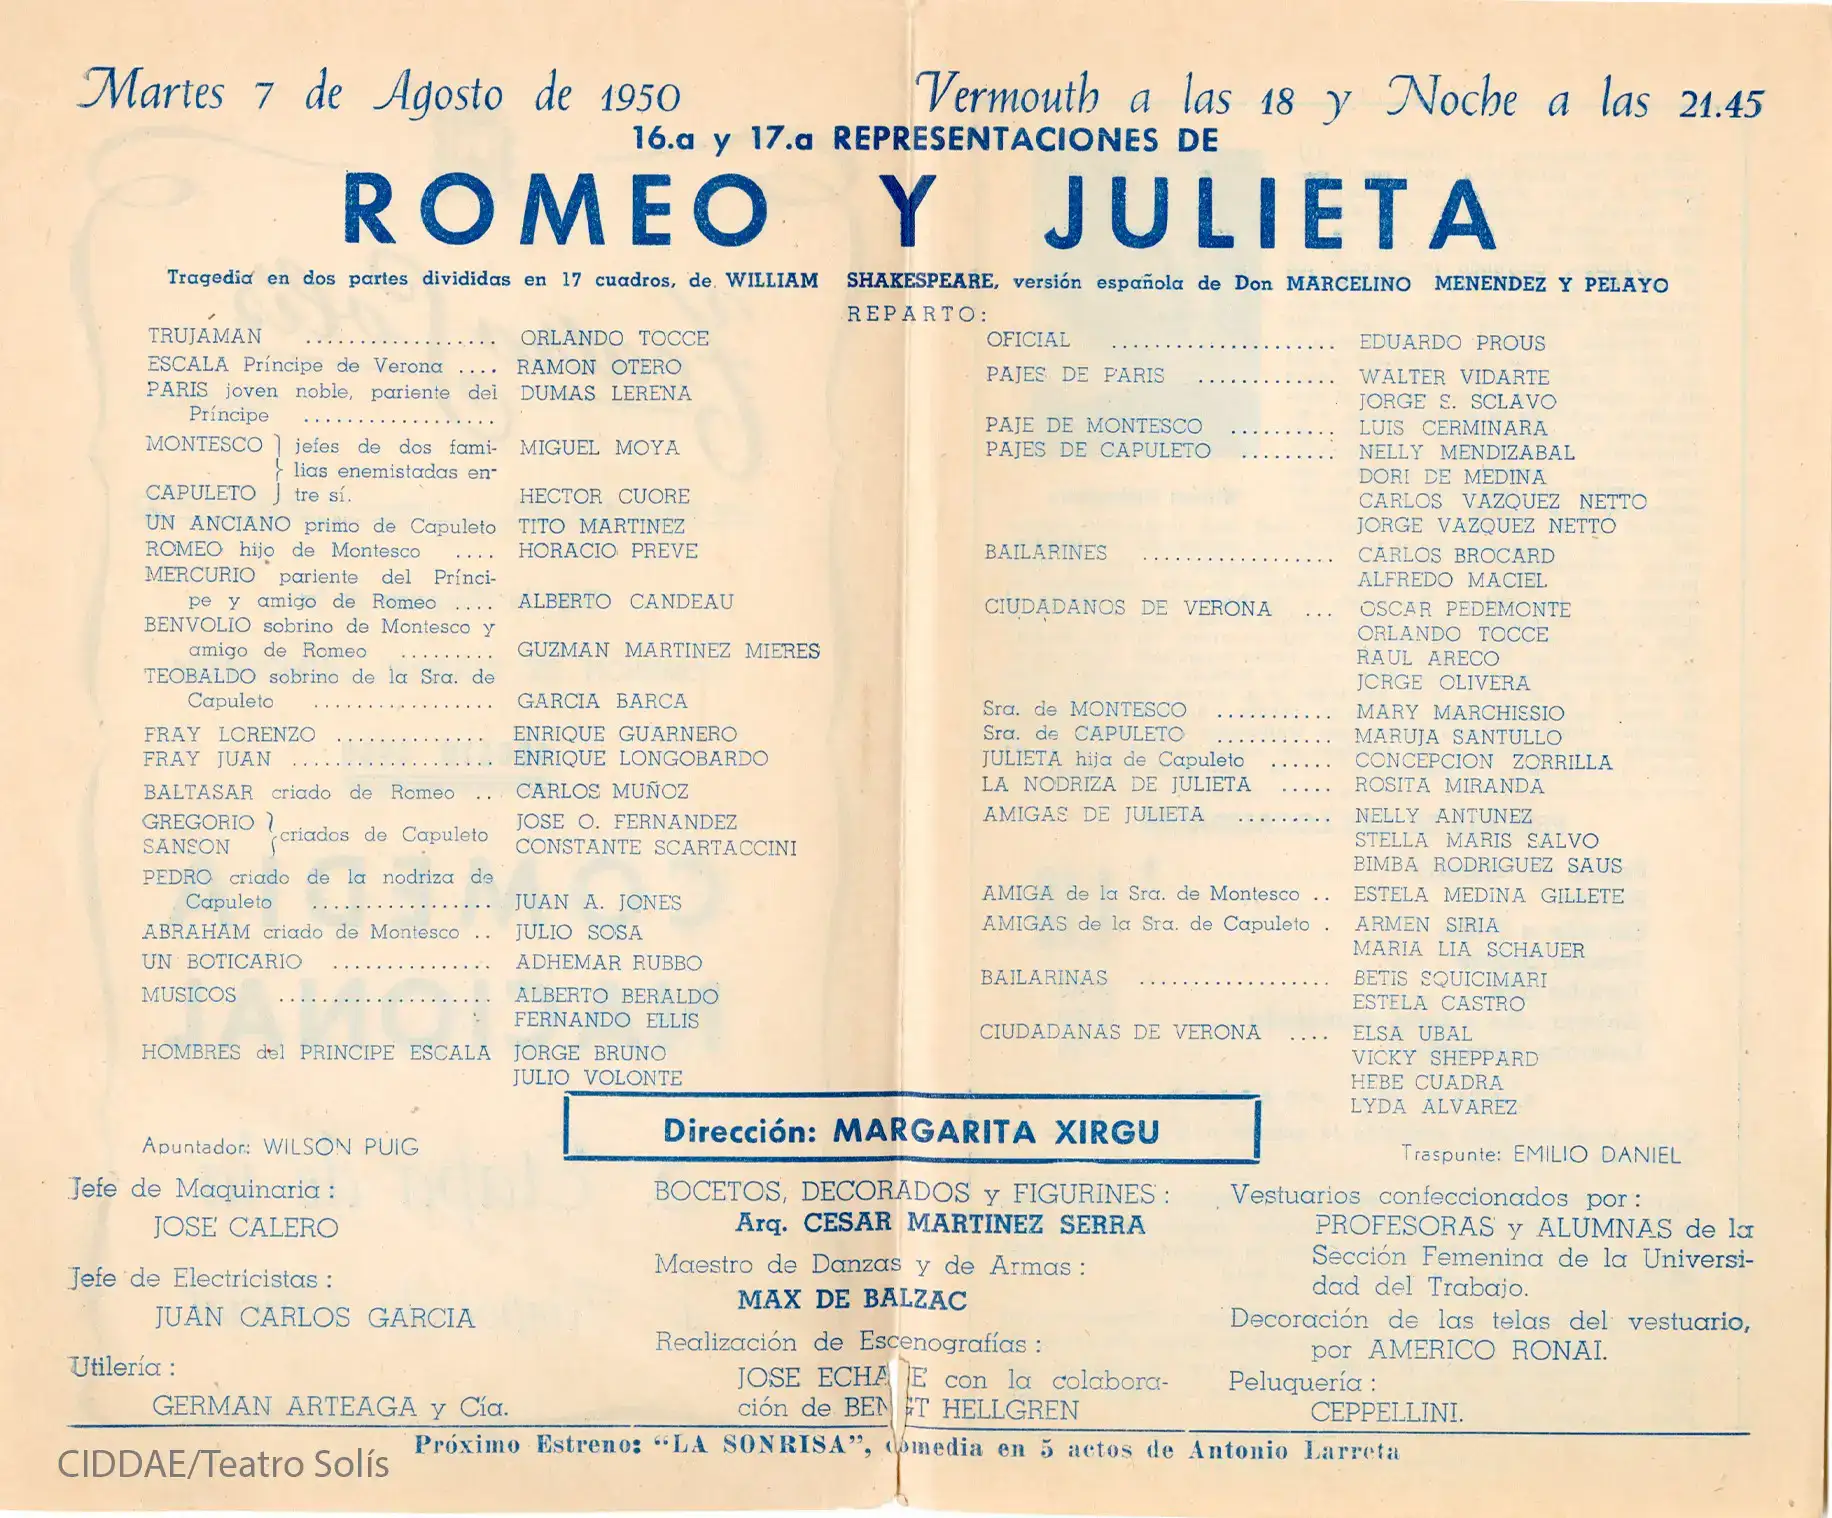 Martes 7 de Agosto de 1950
Vermouth a las 18 y Noche a las 21.45
16.a y 17.a REPRESENTACIONES DE
ROMEO Y JULIETA
Tragedia en dos partes divididas en 17 cuadros, de WILLIAM SHAKESPEARE, versión española de Don MARCELINO MENENDEZ Y PELAYO
REPARTO:
TRUJAMAN ................. ORLANDO TOCCE
ESCALA Príncipe de Verona .... RAMON OTERO
PARIS joven noble, pariente del DUMAS LERENA
Príncipe ..................
MONTESCO } jefes de dos fami- MIGUEL MOYA
lias enemistadas en-
CAPULETO } tre sí. HECTOR CUORE
UN ANCIANO primo de Capuleto TITO MARTINEZ
ROMEO hijo de Montesco .... HORACIO PREVE
MERCURIO pariente del Prínci-
pe y amigo de Romeo .... ALBERTO CANDEAU
BENVOLIO sobrino de Montesco y
amigo de Romeo ......... GUZMAN MARTINEZ MIERES
TEOBALDO sobrino de la Sra. de
Capuleto ................. GARCIA BARCA
FRAY LORENZO .............. ENRIQUE GUARNERO
FRAY JUAN ................... ENRIQUE LONGOBARDO
BALTASAR criado de Romeo .. CARLOS MUÑOZ
GREGORIO } JOSE O. FERNANDEZ
criados de Capuleto
SANSON { CONSTANTE SCARTACCINI
PEDRO criado de la nodriza de
Capuleto ................. JUAN A. JONES
ABRAHAM criado de Montesco .. JULIO SOSA
UN BOTICARIO ............... ADHEMAR RUBBO
MUSICOS .................... ALBERTO BERALDO
FERNANDO ELLIS
HOMBRES del PRINCIPE ESCALA JORGE BRUNO
JULIO VOLONTE
OFICIAL ..................... EDUARDO PROUS
PAJES DE PARIS ............. WALTER VIDARTE
JORGE S. SCLAVO
PAJE DE MONTESCO .......... LUIS CERMINARA
PAJES DE CAPULETO ......... NELLY MENDIZABAL
DORI DE MEDINA
CARLOS VAZQUEZ NETTO
JORGE VAZQUEZ NETTO
BAILARINES .................. CARLOS BROCARD
ALFREDO MACIEL
CIUDADANOS DE VERONA ... OSCAR PEDEMONTE
ORLANDO TOCCE
RAUL ARECO
JORGE OLIVERA
Sra. de MONTESCO ........... MARY MARCHISSIO
Sra. de CAPULETO ........... MARUJA SANTULLO
JULIETA hija de Capuleto ...... CONCEPCION ZORRILLA
LA NODRIZA DE JULIETA ..... ROSITA MIRANDA
AMIGAS DE JULIETA ......... NELLY ANTUNEZ
STELLA MARIS SALVO
BIMBA RODRIGUEZ SAUS
AMIGA de la Sra. de Montesco .. ESTELA MEDINA GILLETE
AMIGAS de la Sra. de Capuleto . ARMEN SIRIA
MARIA LIA SCHAUER
BAILARINAS .................. BETIS SQUICIMARI
ESTELA CASTRO
CIUDADANAS DE VERONA .... ELSA UBAL
VICKY SHEPPARD
HEBE CUADRA
LYDA ALVAREZ
Dirección: MARGARITA XIRGU
Apuntador: WILSON PUIG
Traspunte: EMILIO DANIEL
Jefe de Maquinaria :
JOSE CALERO
Jefe de Electricistas :
JUAN CARLOS GARCIA
Utilería :
GERMAN ARTEAGA y Cía.
BOCETOS, DECORADOS y FIGURINES :
Arq. CESAR MARTINEZ SERRA
Maestro de Danzas y de Armas :
MAX DE BALZAC
Realización de Escenografías :
JOSE con la colabora-
ción de HELLGREN
Vestuarios confeccionados por :
PROFESORAS y ALUMNAS de la
Sección Femenina de la Universi-
dad del Trabajo.
Decoración de las telas del vestuario,
por AMERICO RONAI.
Peluquería :
CEPPELLINI.
Próximo Estreno: "LA SONRISA", comedia en 5 actos de Antonio Larreta
CIDDAE/Teatro Solís